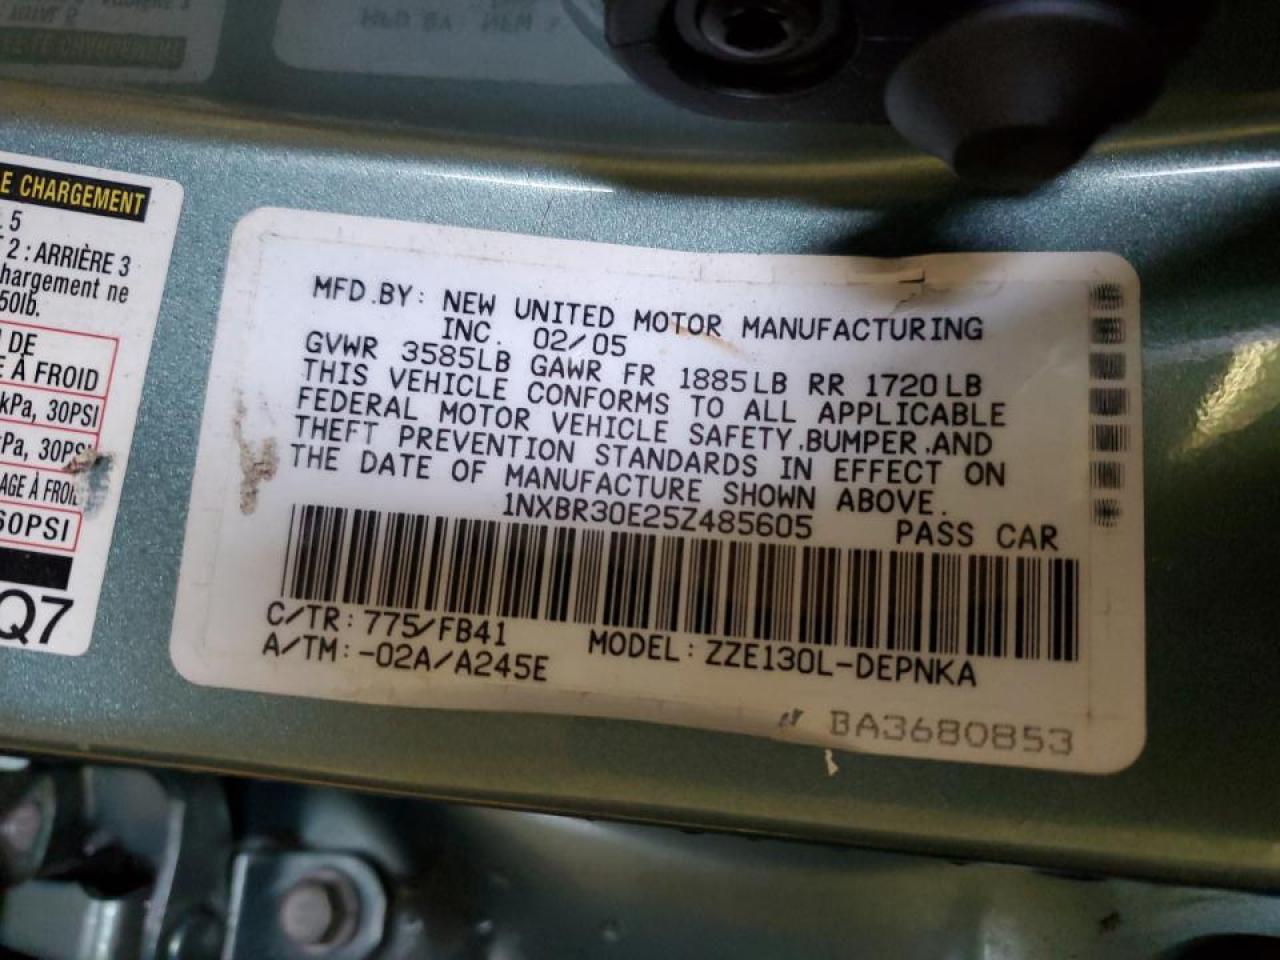 E CHARGEMENT
5
2 : ARRIÈRE 3
hargement ne
50lb.
DE
À FROID
kPa, 30PSI
Pa, 30PSI
AGE À FROI
60PSI
Q7
MFD.BY: NEW UNITED MOTOR MANUFACTURING
INC. 02/05
GVWR 3585LB GAWR FR 1885LB RR 1720LB
THIS VEHICLE CONFORMS TO ALL APPLICABLE
FEDERAL MOTOR VEHICLE SAFETY,BUMPER,AND
THEFT PREVENTION STANDARDS IN EFFECT ON
THE DATE OF MANUFACTURE SHOWN ABOVE.
1NXBR30E25Z485605 PASS CAR
C/TR: 775/FB41
A/TM:-02A/A245E
MODEL: ZZE130L-DEPNKA
BA3680853